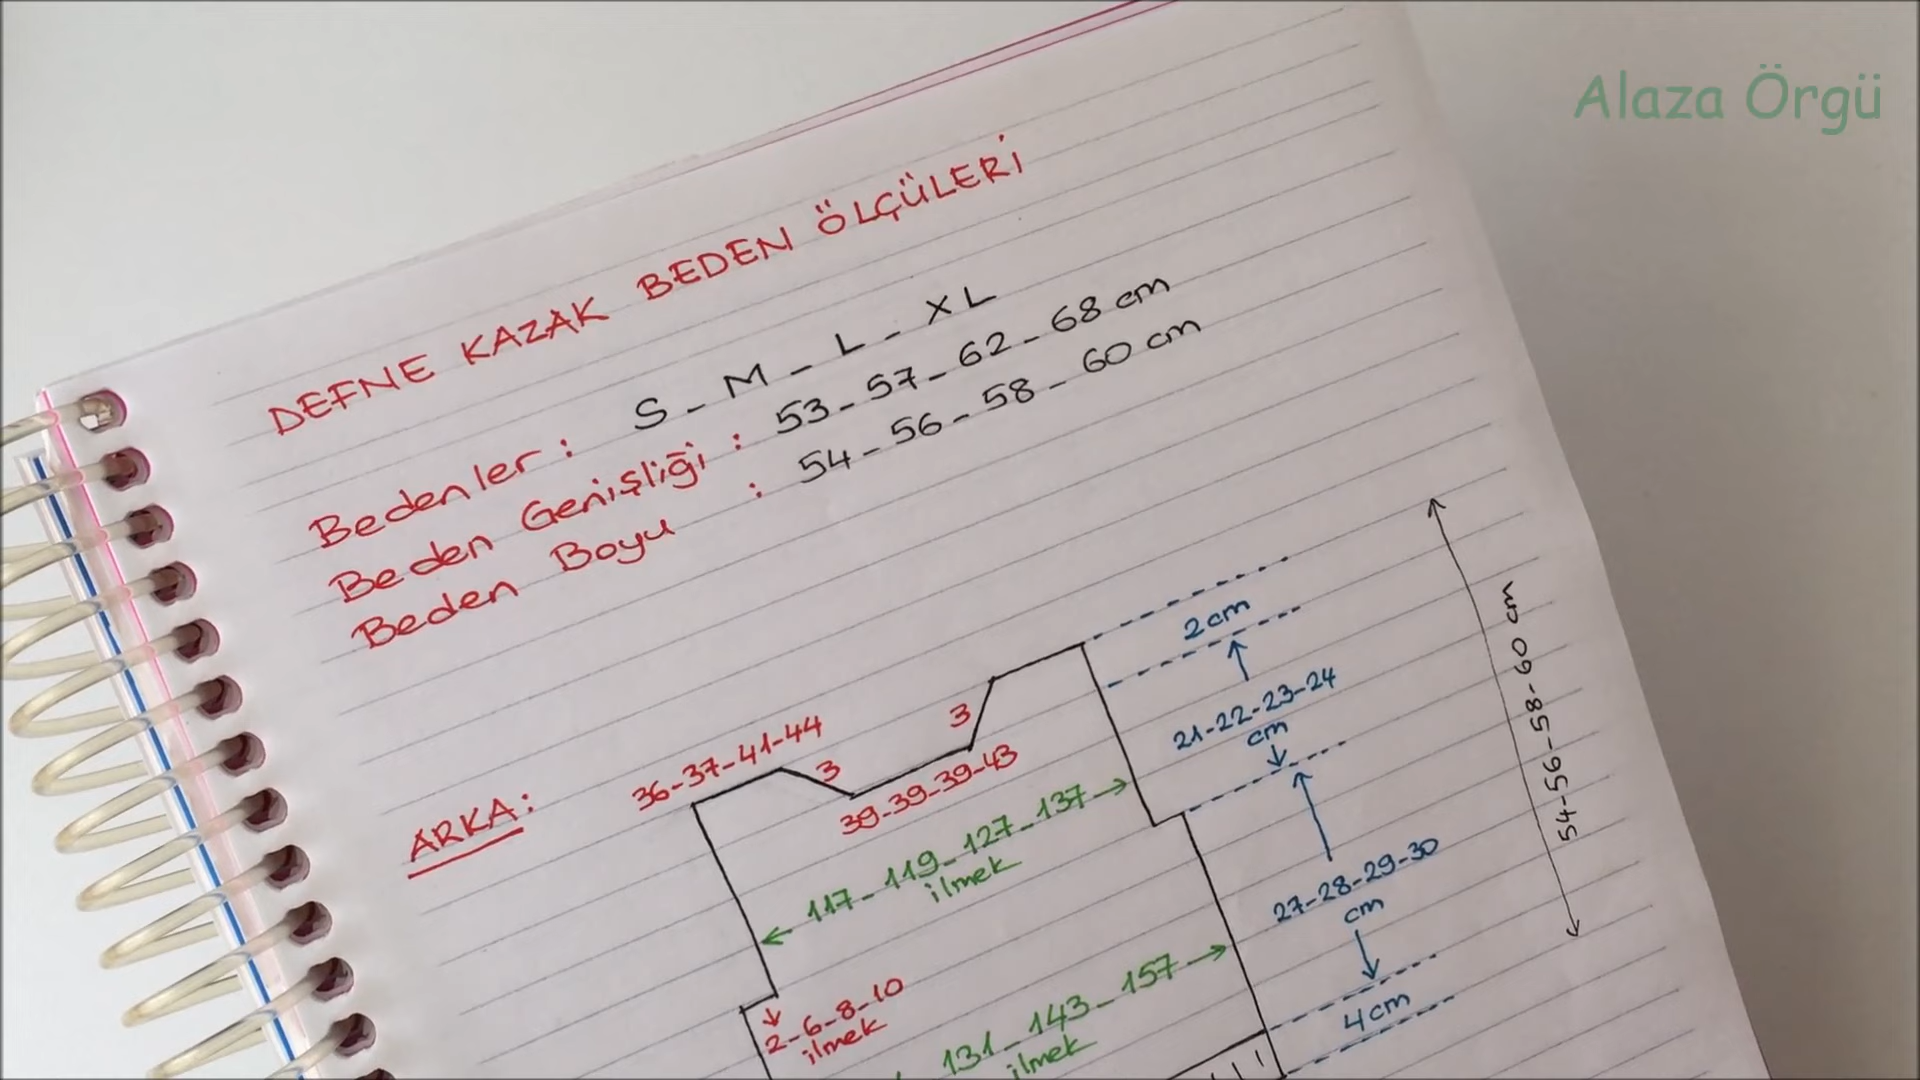 Alaza Örgü
DEFNE KAZAK BEDEN ÖLÇÜLERİ
Bedenler : S - M - L - XL
Beden Genişliği : 53-57-62-68 cm
Beden Boyu : 54-56-58-60 cm
ARKA:
36-37-41-44
3
3
39-39-39-43
117-119-127-137
ilmek
2-6-8-10
ilmek
131-143-157
ilmek
2cm
21-22-23-24
cm
27-28-29-30
cm
4cm
54-56-58-60 cm